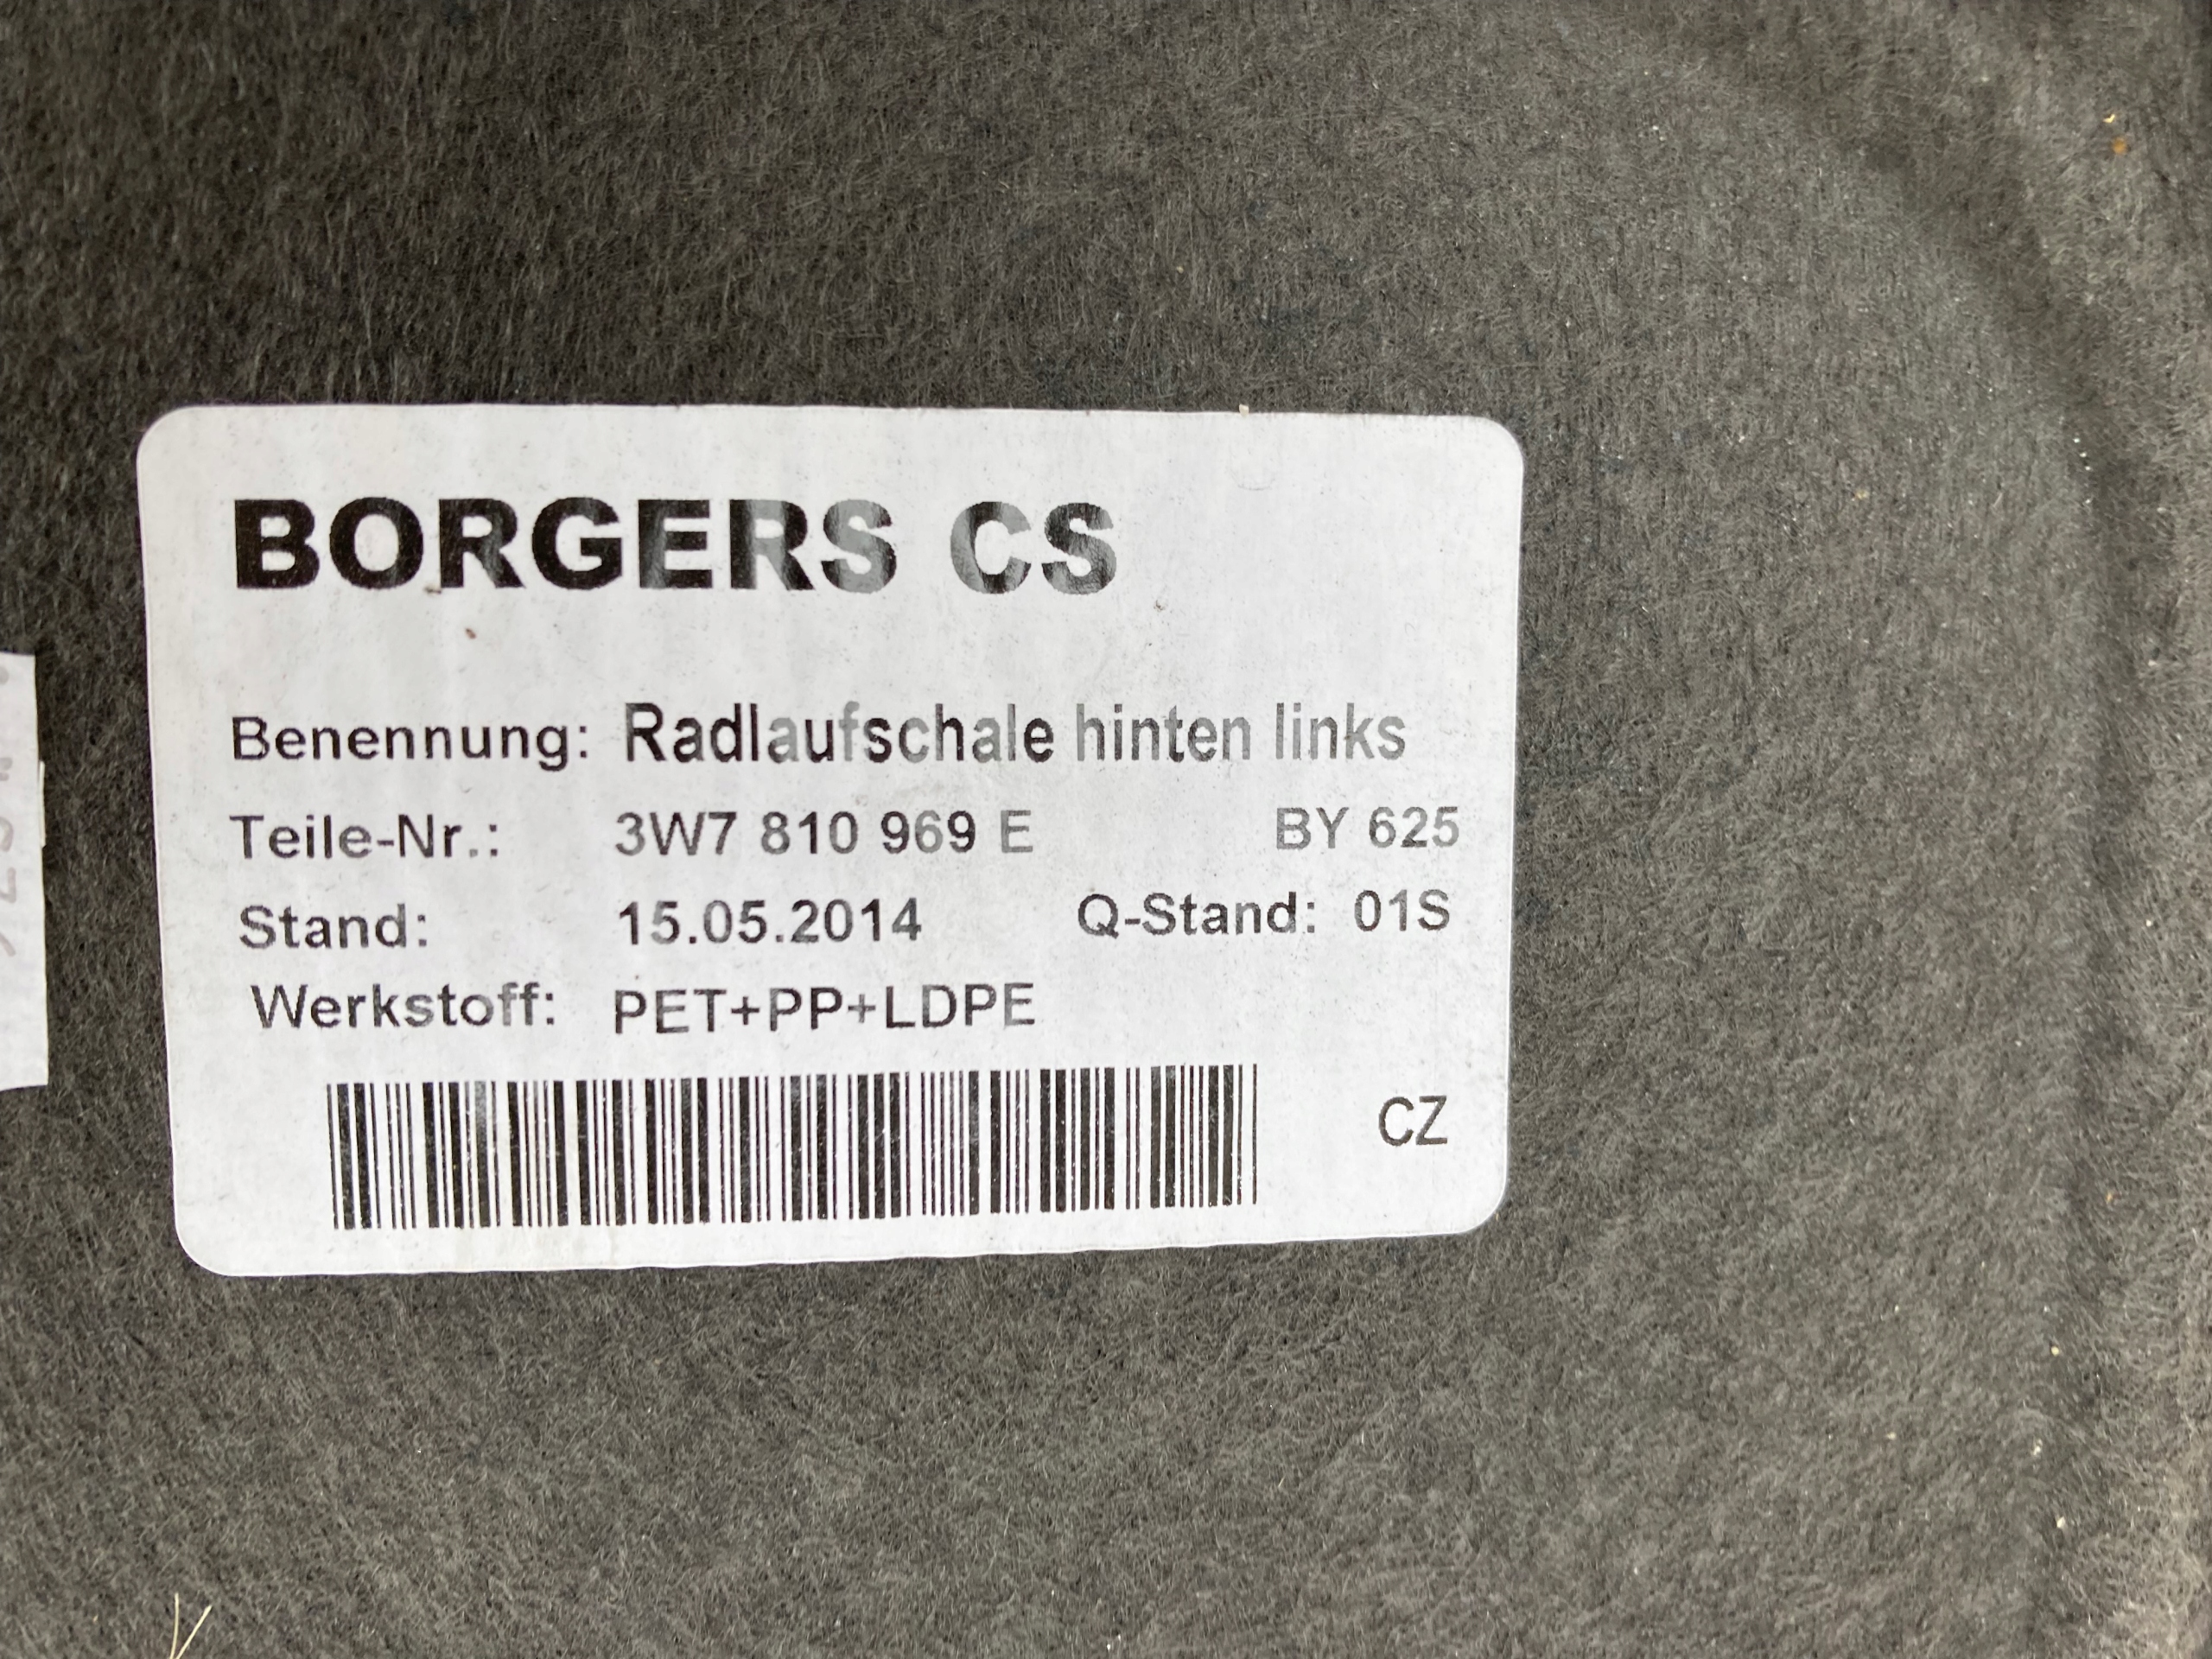 BORGERS CS
Benennung: Radlaufschale hinten links
Teile-Nr.: 3W7 810 969 E BY 625
Stand: 15.05.2014 Q-Stand: 01S
Werkstoff: PET+PP+LDPE
CZ